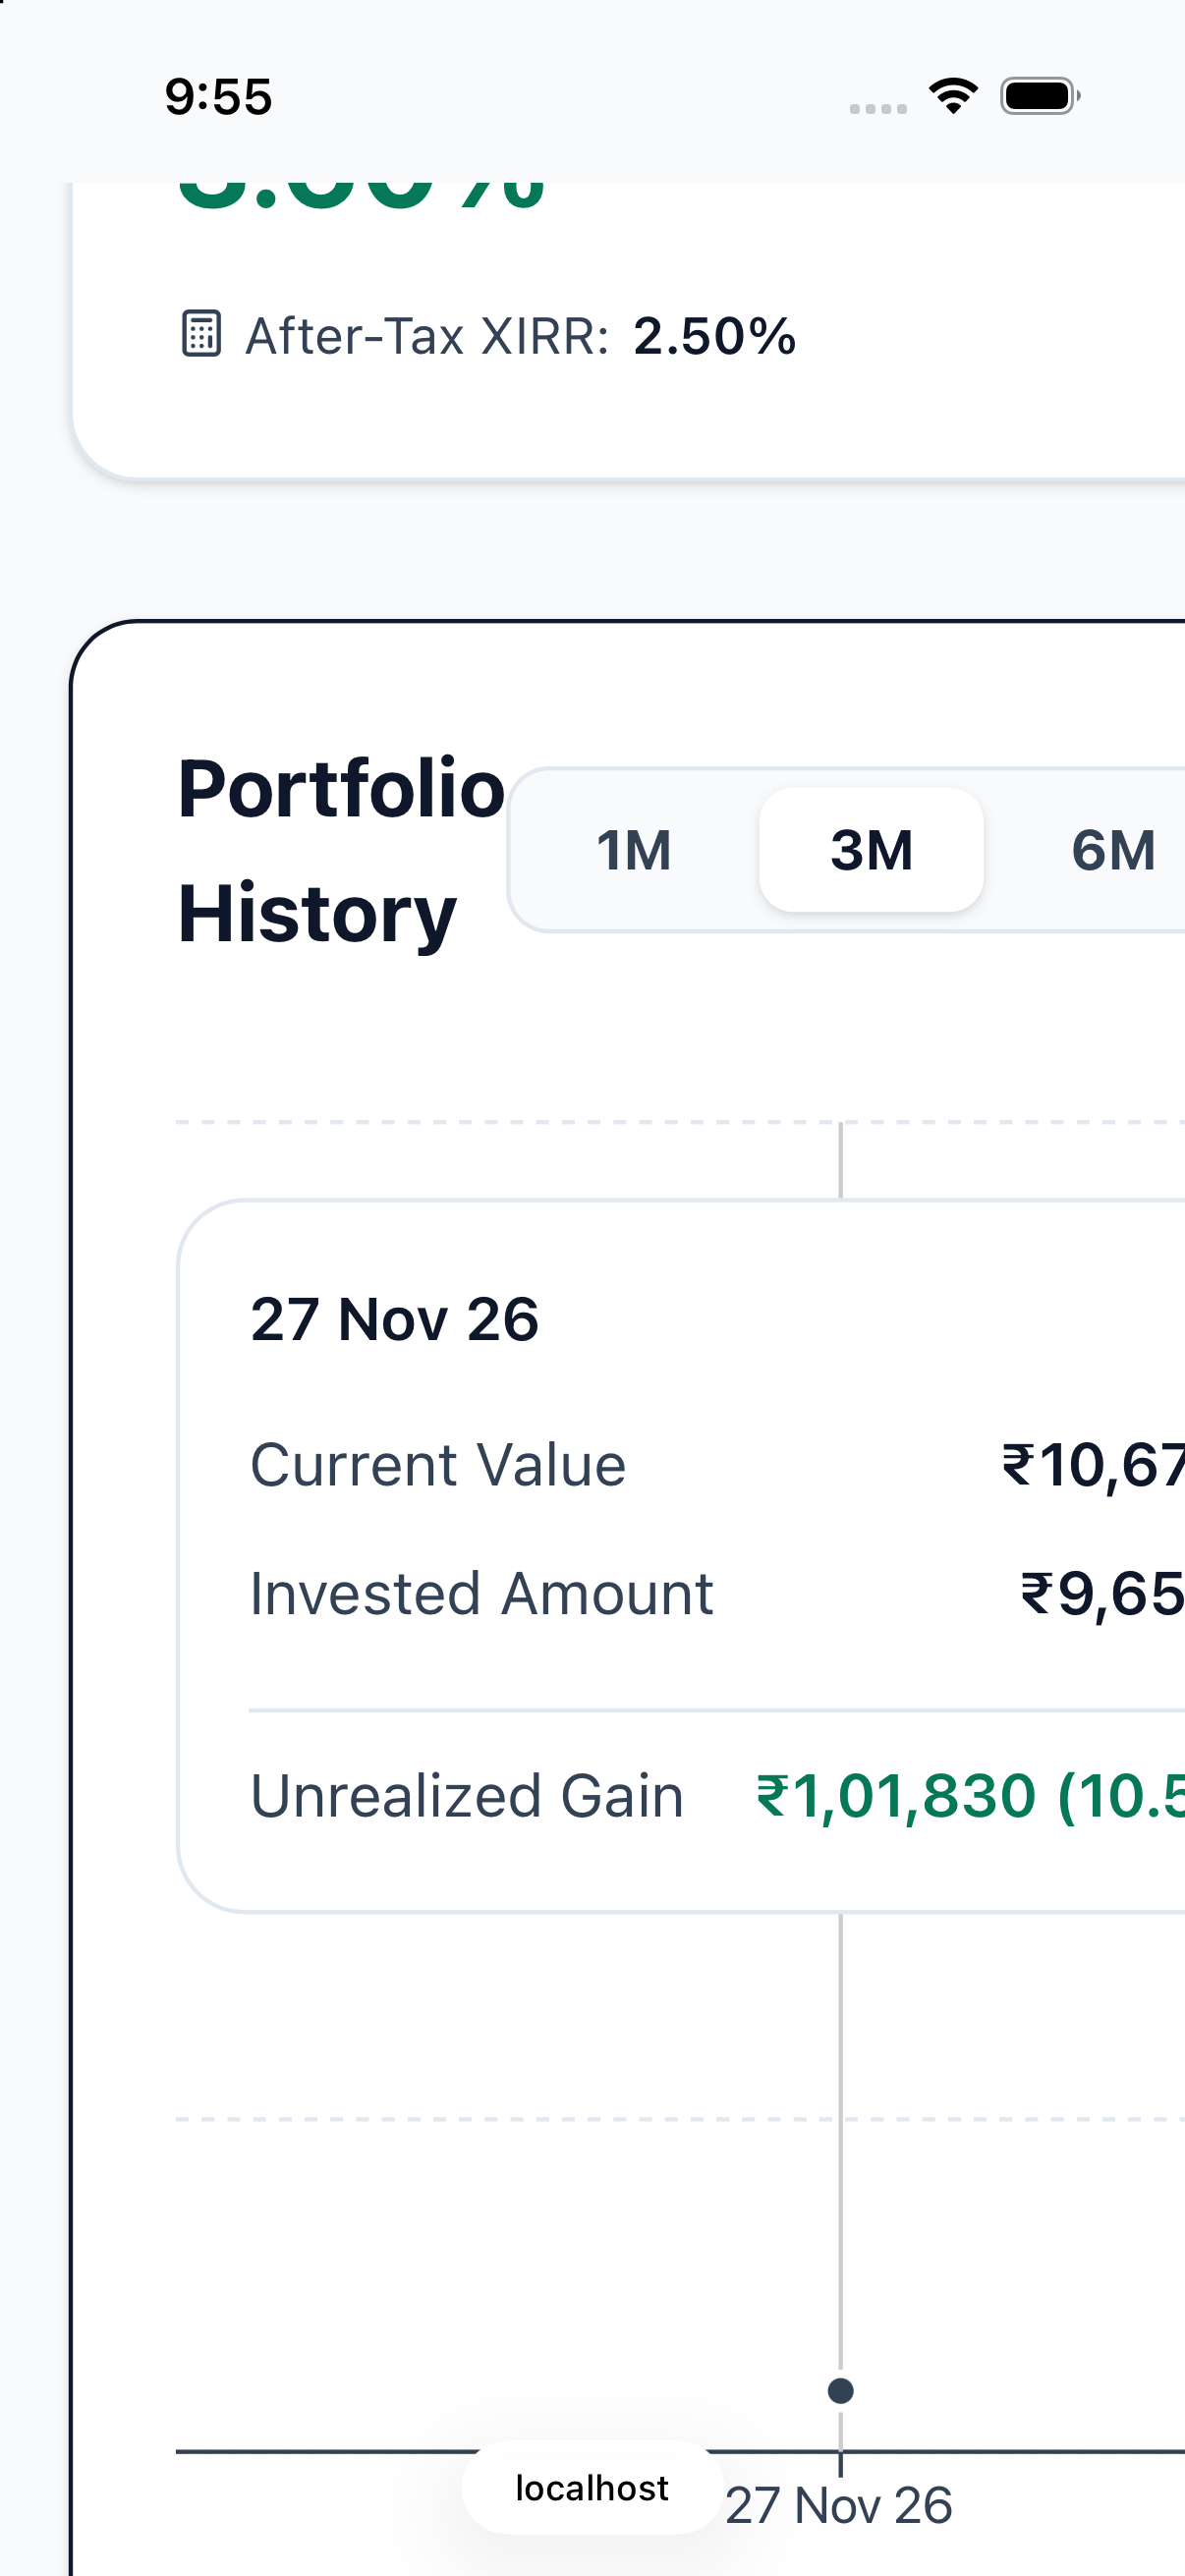 9:55
After-Tax XIRR: 2.50%
Portfolio
History
1M 3M 6M
27 Nov 26
Current Value ₹10,67
Invested Amount ₹9,65
Unrealized Gain ₹1,01,830 (10.5
localhost
27 Nov 26